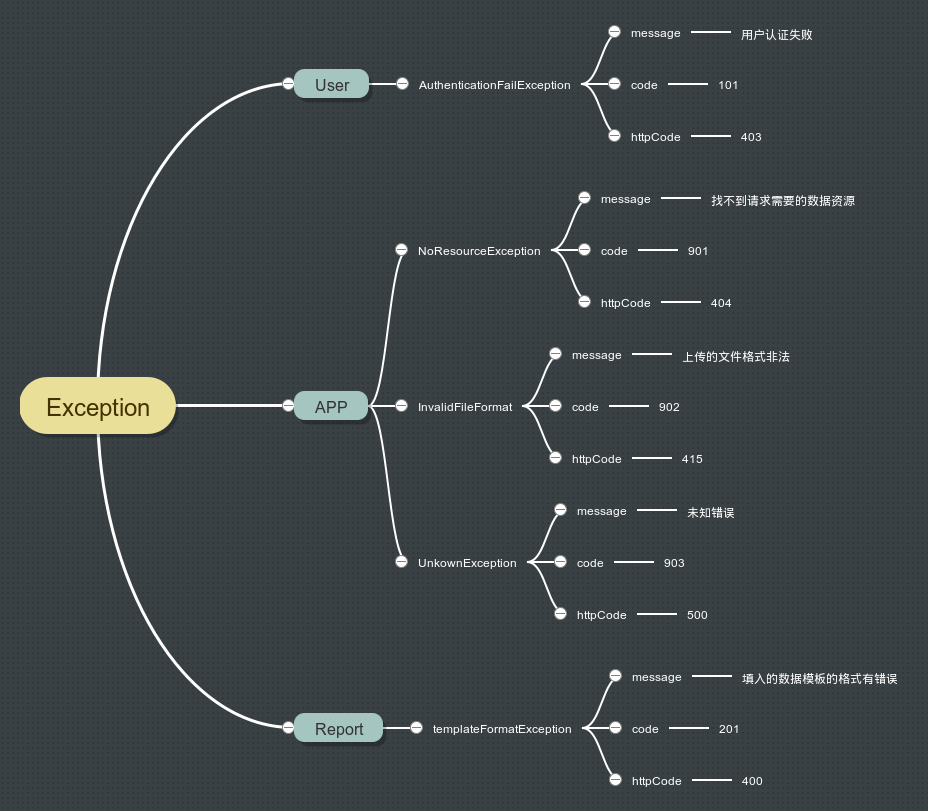 Exception
User
AuthenticationFailException
message
用户认证失败
code
101
httpCode
403
APP
NoResourceException
message
找不到请求需要的数据资源
code
901
httpCode
404
InvalidFileFormat
message
上传的文件格式非法
code
902
httpCode
415
UnkownException
message
未知错误
code
903
httpCode
500
Report
templateFormatException
message
填入的数据模板的格式有错误
code
201
httpCode
400